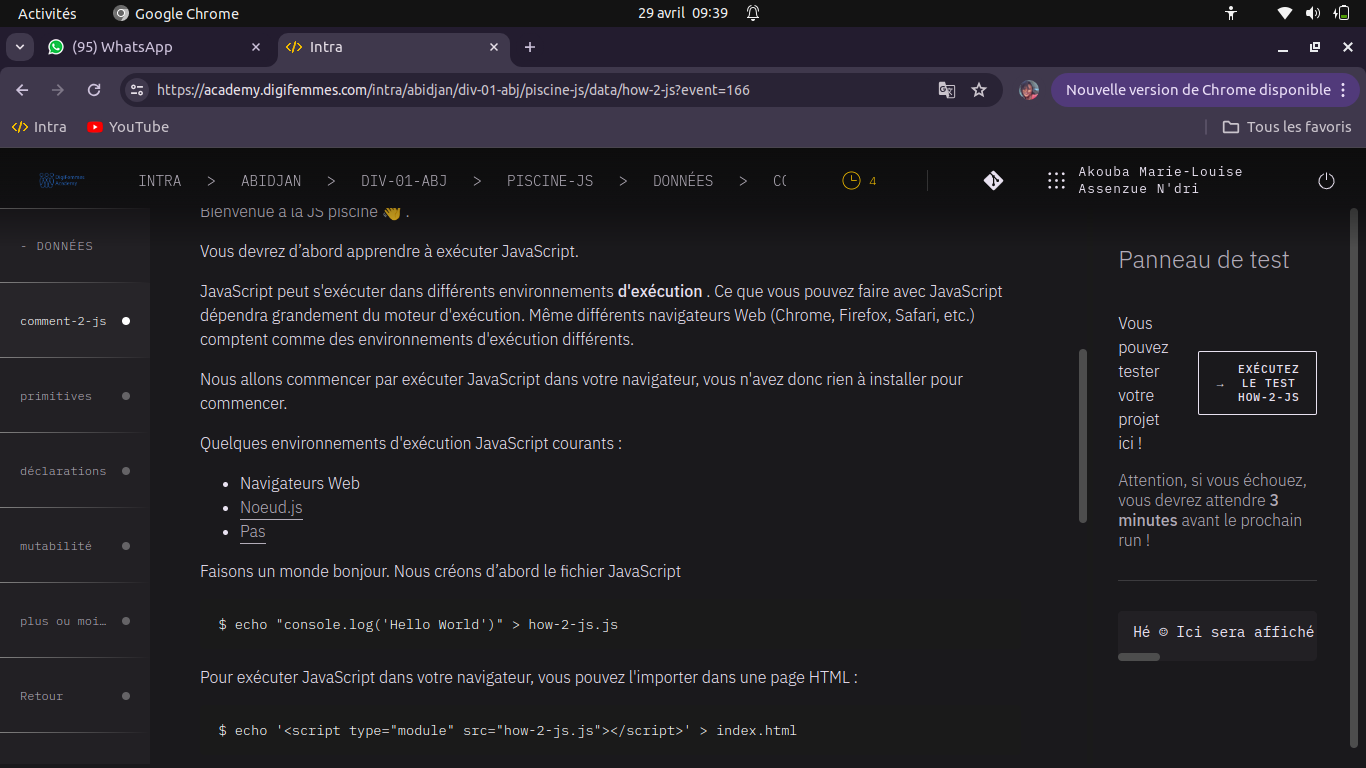 Activités
Google Chrome
29 avril 09:39
(95) WhatsApp
Intra
https://academy.digifemmes.com/intra/abidjan/div-01-abj/piscine-js/data/how-2-js?event=166
Nouvelle version de Chrome disponible
Intra
YouTube
Tous les favoris
Digifemmes
Academy
INTRA > ABIDJAN > DIV-01-ABJ > PISCINE-JS > DONNÉES > CO
4
Akouba Marie-Louise
Assenzue N'dri
- DONNÉES
comment-2-js
primitives
déclarations
mutabilité
plus ou moi…
Retour
Bienvenue à la JS piscine 👋 .
Vous devrez d’abord apprendre à exécuter JavaScript.
JavaScript peut s'exécuter dans différents environnements d'exécution . Ce que vous pouvez faire avec JavaScript
dépendra grandement du moteur d'exécution. Même différents navigateurs Web (Chrome, Firefox, Safari, etc.)
comptent comme des environnements d'exécution différents.
Nous allons commencer par exécuter JavaScript dans votre navigateur, vous n'avez donc rien à installer pour
commencer.
Quelques environnements d'exécution JavaScript courants :
Navigateurs Web
Noeud.js
Pas
Faisons un monde bonjour. Nous créons d’abord le fichier JavaScript
$ echo "console.log('Hello World')" > how-2-js.js
Pour exécuter JavaScript dans votre navigateur, vous pouvez l'importer dans une page HTML :
$ echo '<script type="module" src="how-2-js.js"></script>' > index.html
Panneau de test
Vous
pouvez
tester
votre
projet
ici !
→ EXÉCUTEZ
LE TEST
HOW-2-JS
Attention, si vous échouez,
vous devrez attendre 3
minutes avant le prochain
run !
Hé ☺ Ici sera affiché